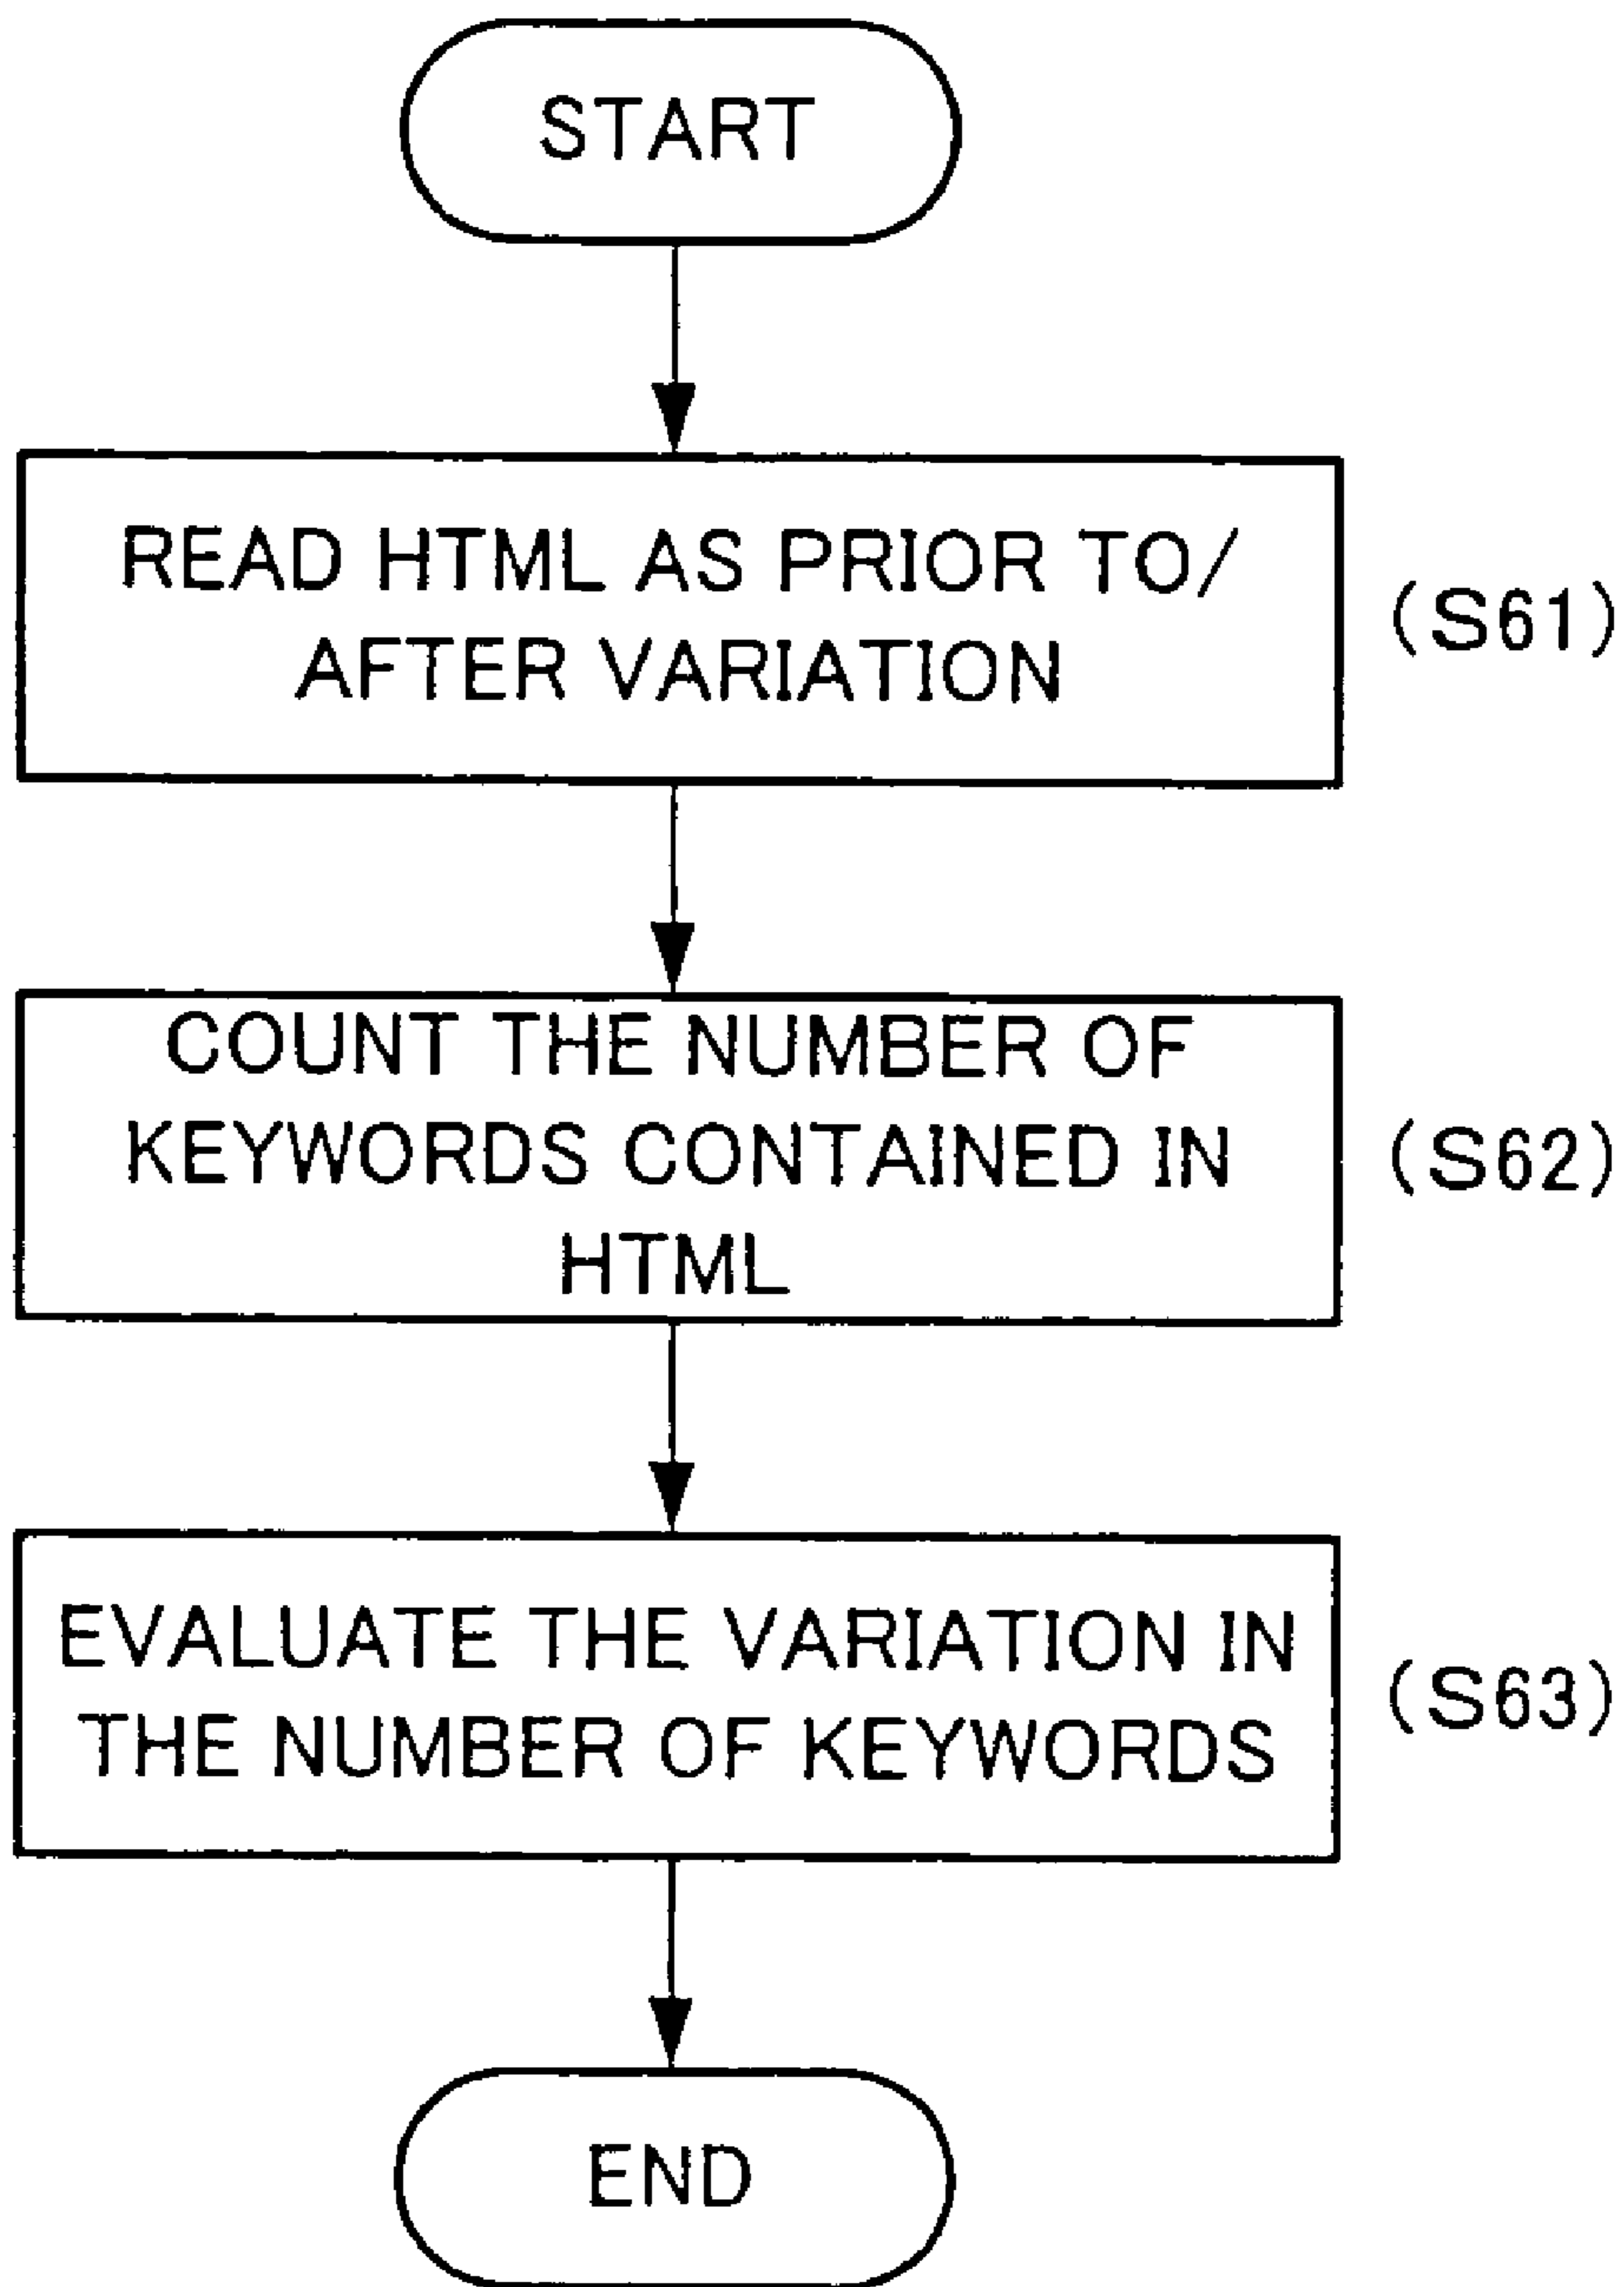 START
READ HTML AS PRIOR TO/
AFTER VARIATION
(S61)
COUNT THE NUMBER OF
KEYWORDS CONTAINED IN
HTML
(S62)
EVALUATE THE VARIATION IN
THE NUMBER OF KEYWORDS
(S63)
END